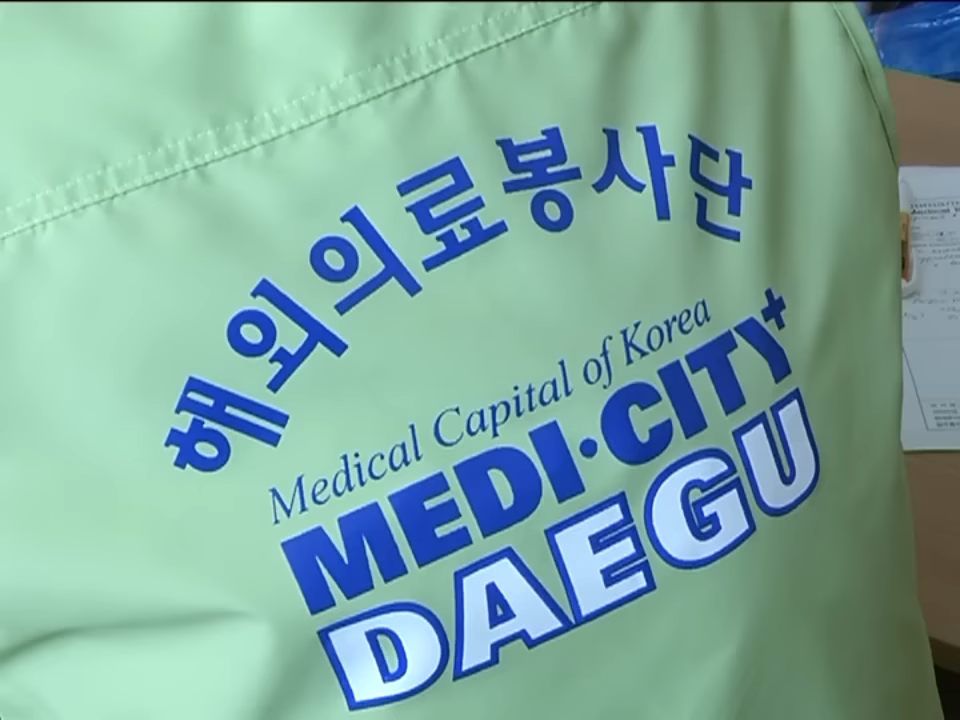 해외의료봉사단
Medical Capital of Korea
MEDI·CITY+
DAEGU